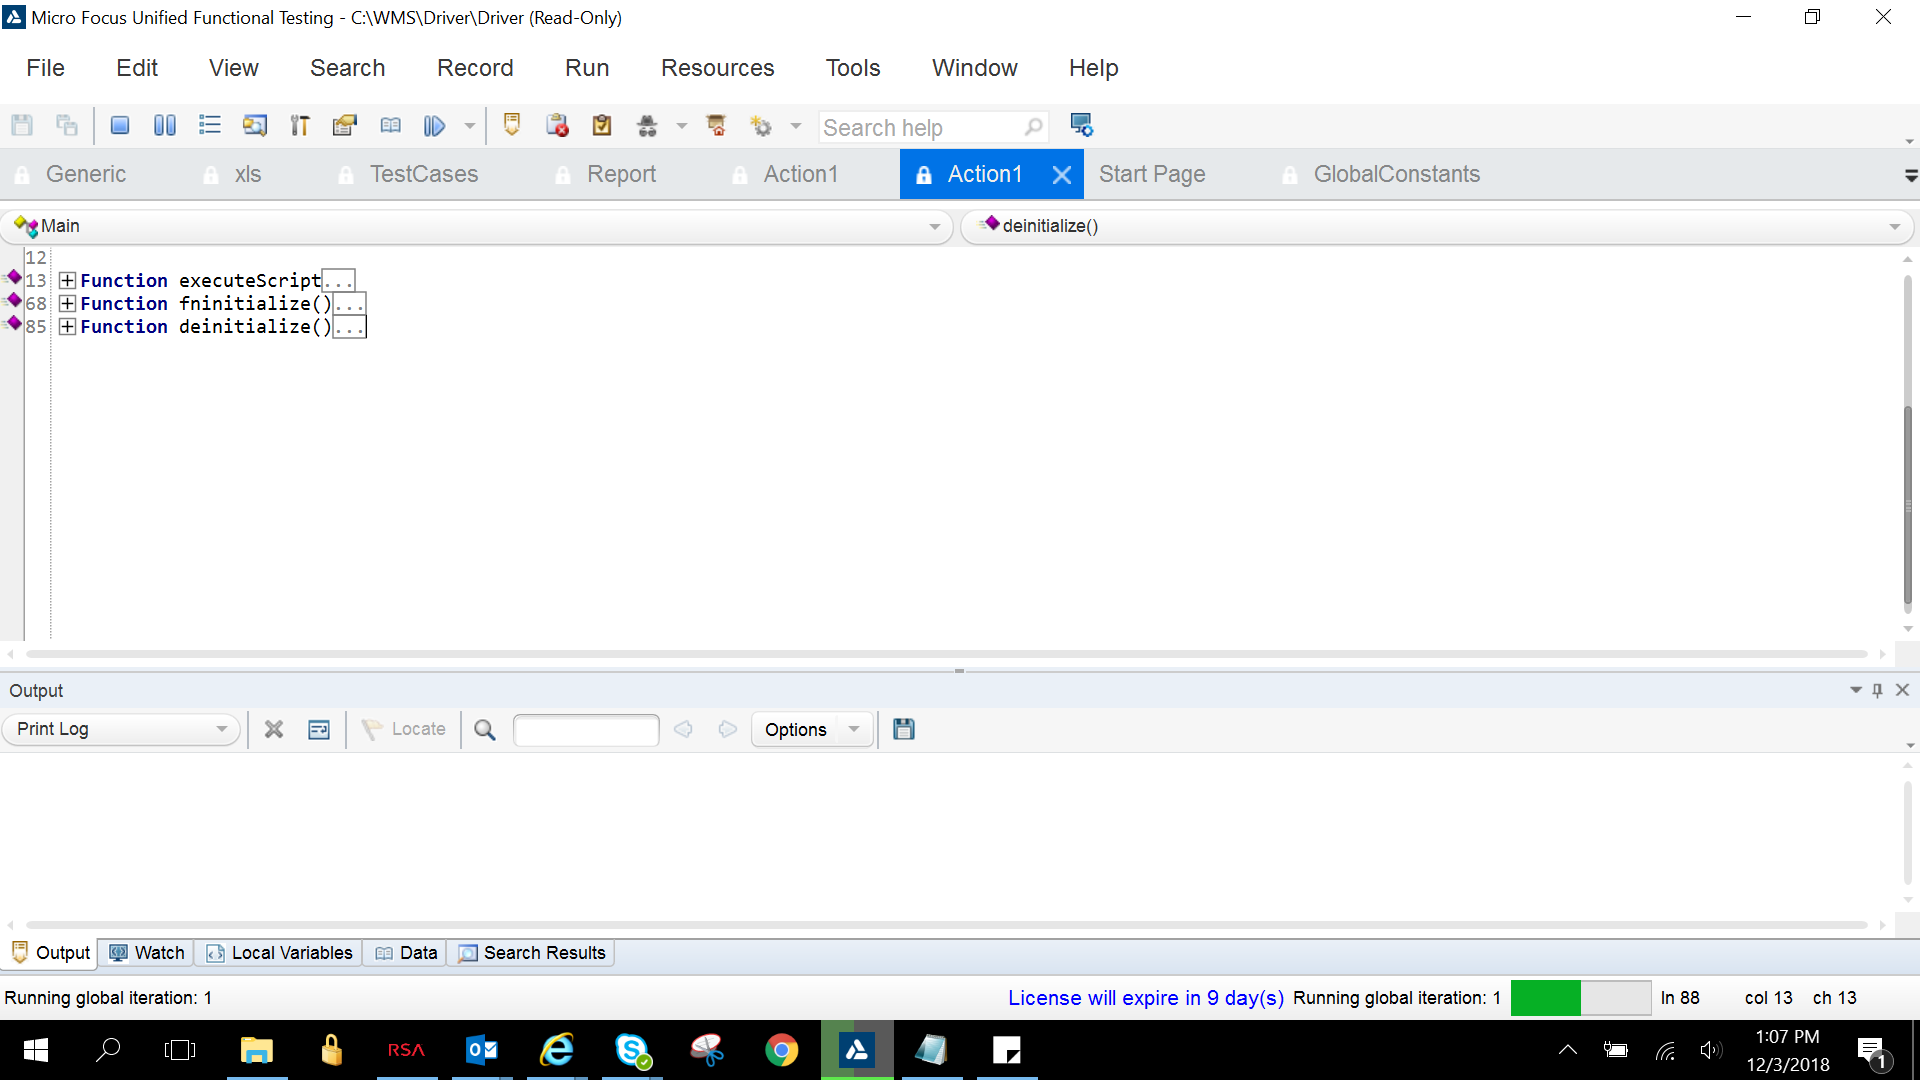 Micro Focus Unified Functional Testing - C:\WMS\Driver\Driver (Read-Only)
File Edit View Search Record Run Resources Tools Window Help
Search help
Generic xls TestCases Report Action1 Action1 Start Page GlobalConstants
Main deinitialize()
12
13 Function executeScript...
68 Function fninitialize()...
85 Function deinitialize()...
Output
Print Log Locate Options
Output Watch Local Variables Data Search Results
Running global iteration: 1 License will expire in 9 day(s) Running global iteration: 1 ln 88 col 13 ch 13
RSA
1:07 PM
12/3/2018
1